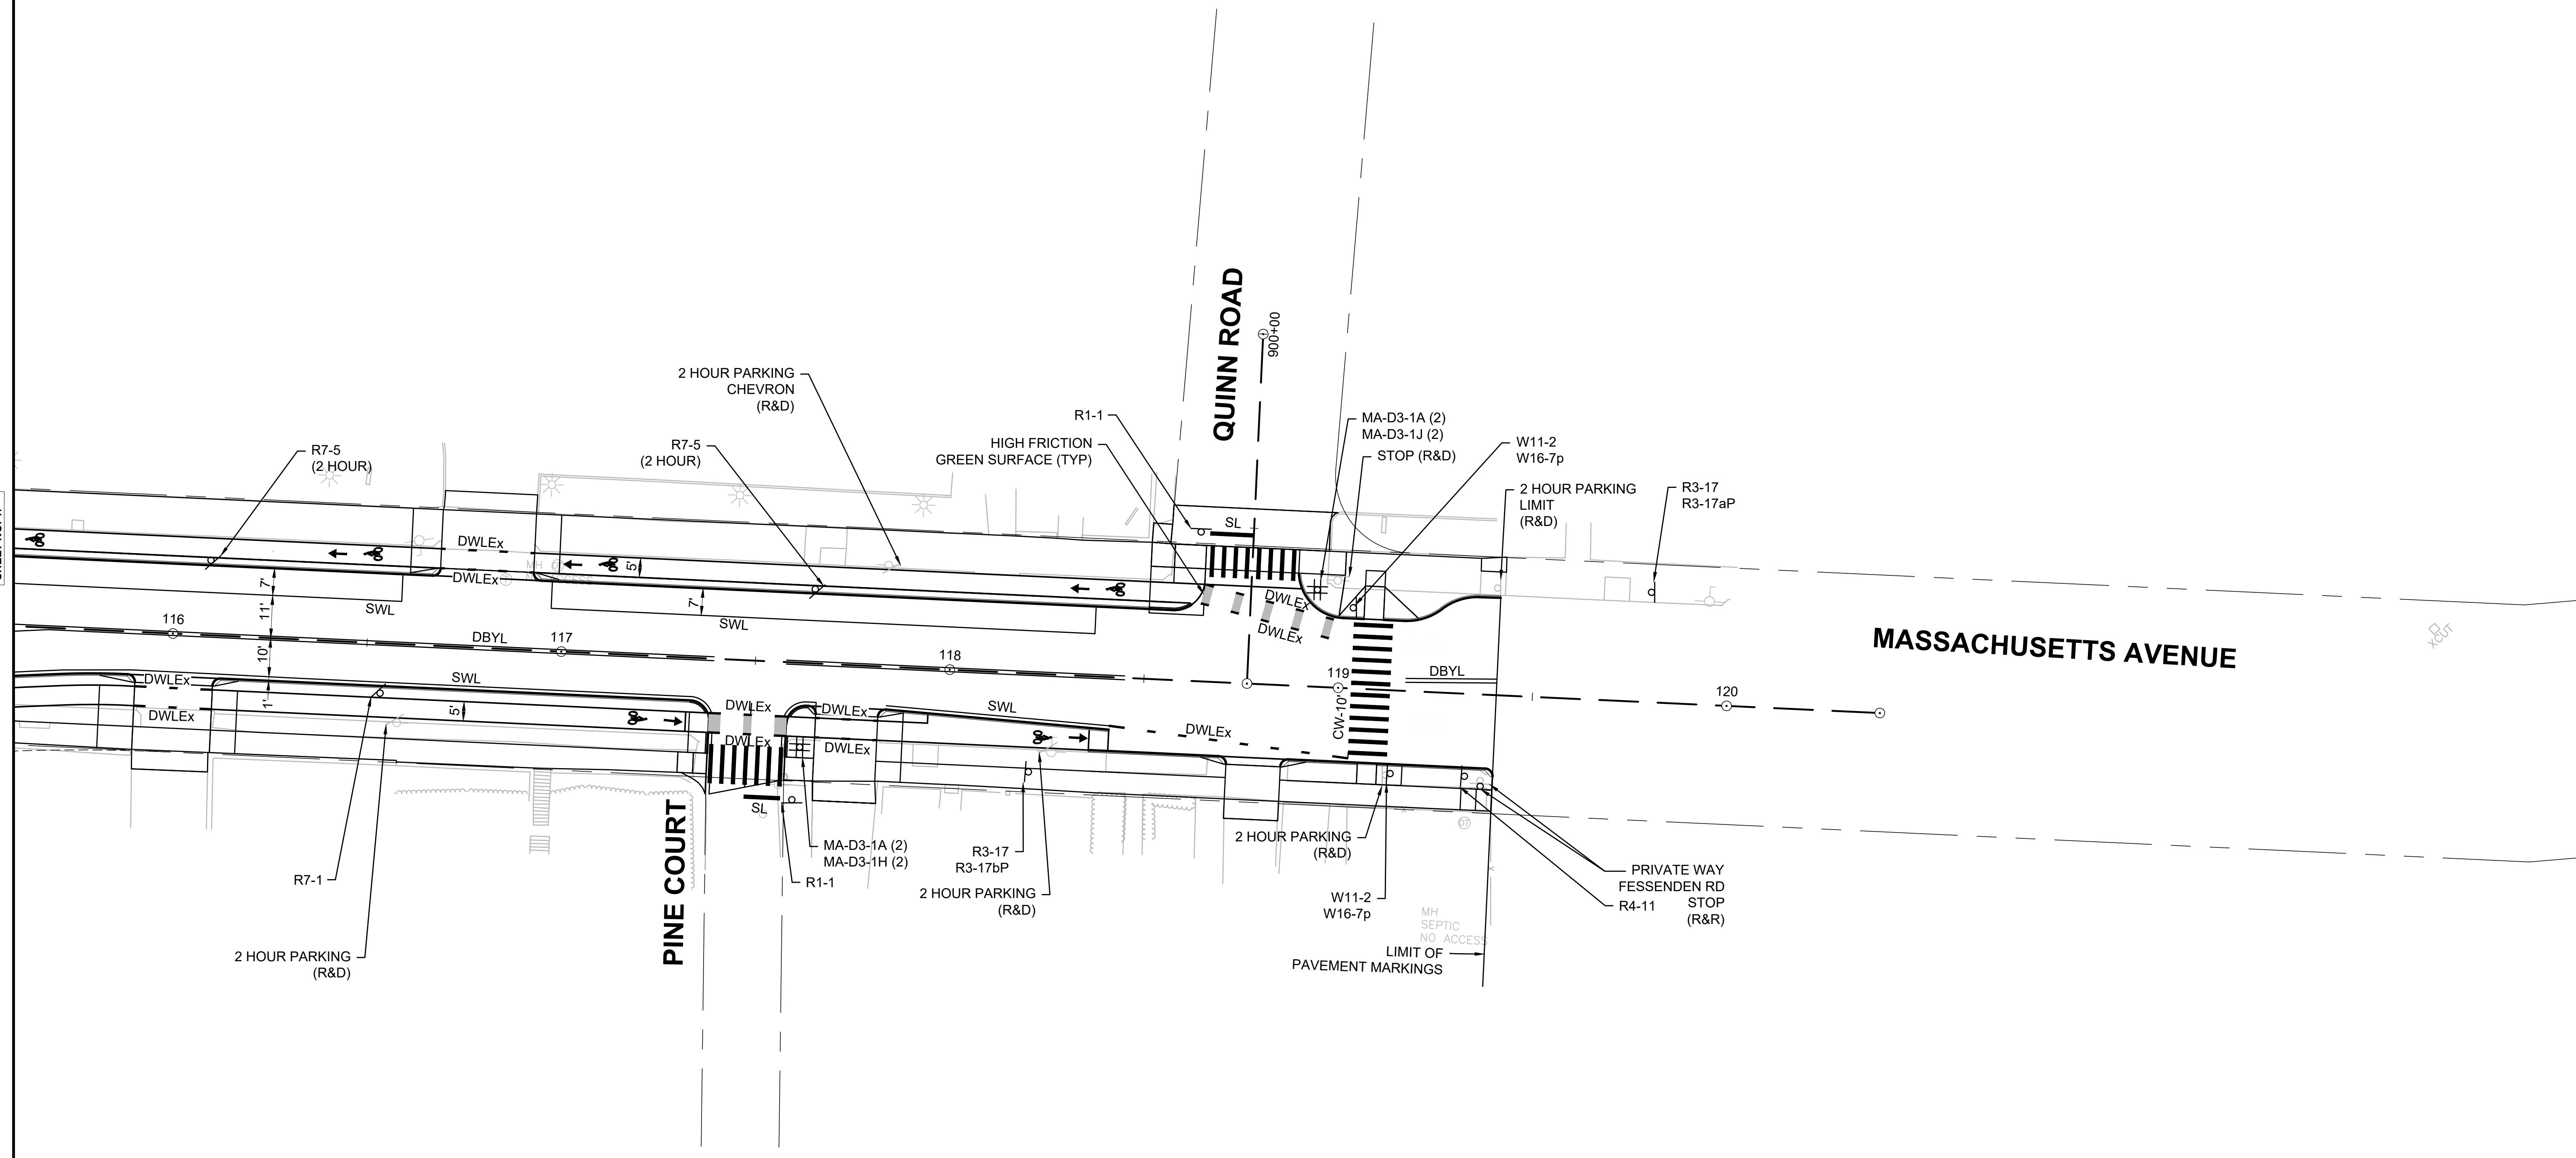 QUINN ROAD
900+00
2 HOUR PARKING
CHEVRON
(R&D)
R1-1
HIGH FRICTION
GREEN SURFACE (TYP)
MA-D3-1A (2)
MA-D3-1J (2)
STOP (R&D)
W11-2
W16-7p
2 HOUR PARKING
LIMIT
(R&D)
R3-17
R3-17aP
R7-5
(2 HOUR)
R7-5
(2 HOUR)
SL
DWLEx
DWLEx
5'
7'
7'
11'
10'
1'
SWL
SWL
DWLEx
DWLEx
116
DBYL
117
118
119
120
DBYL
MASSACHUSETTS AVENUE
XCUT
DWLEx
DWLEx
SWL
5'
DWLEx
DWLEx
DWLEx
DWLEx
SWL
DWLEx
CW-10'
SL
PINE COURT
MA-D3-1A (2)
MA-D3-1H (2)
R1-1
R7-1
2 HOUR PARKING
(R&D)
R3-17
R3-17bP
2 HOUR PARKING
(R&D)
2 HOUR PARKING
(R&D)
W11-2
W16-7p
PRIVATE WAY
FESSENDEN RD
STOP
(R&R)
R4-11
MH
SEPTIC
NO ACCESS
LIMIT OF
PAVEMENT MARKINGS